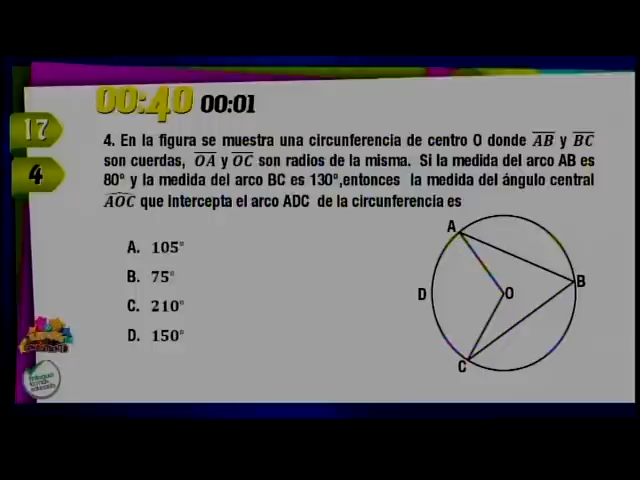 00:40 00:01
17
4
4. En la figura se muestra una circunferencia de centro O donde AB y BC
son cuerdas, OA y OC son radios de la misma. Si la medida del arco AB es
80° y la medida del arco BC es 130°,entonces la medida del ángulo central
AOC que intercepta el arco ADC de la circunferencia es
A. 105°
B. 75°
C. 210°
D. 150°
A
B
D
O
C